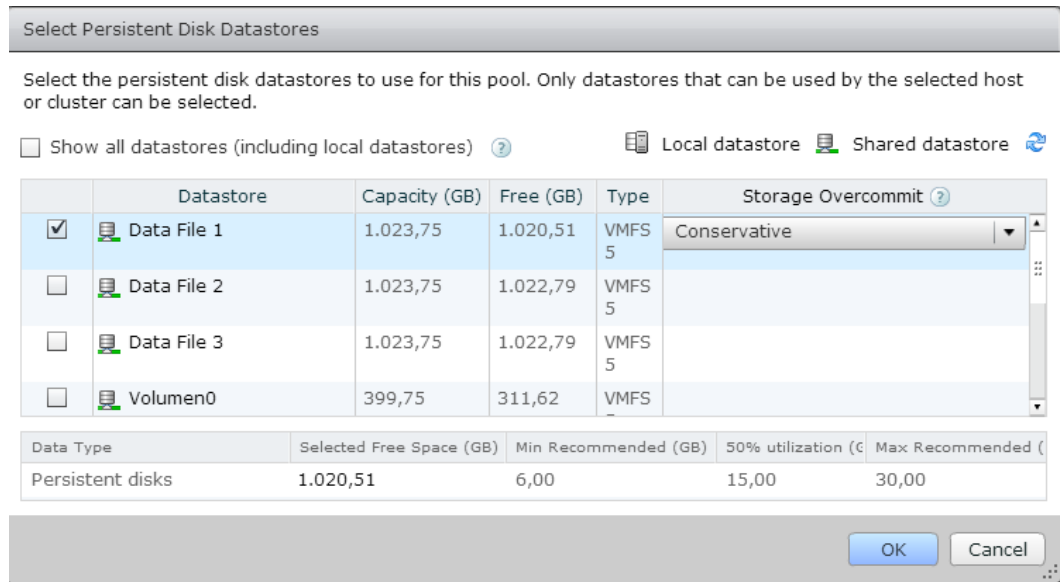 Select Persistent Disk Datastores
Select the persistent disk datastores to use for this pool. Only datastores that can be used by the selected host
or cluster can be selected.
Show all datastores (including local datastores) ?
Local datastore Shared datastore
Datastore Capacity (GB) Free (GB) Type Storage Overcommit ?
Data File 1 1.023,75 1.020,51 VMFS Conservative
5
Data File 2 1.023,75 1.022,79 VMFS
5
Data File 3 1.023,75 1.022,79 VMFS
5
Volumen0 399,75 311,62 VMFS
Data Type Selected Free Space (GB) Min Recommended (GB) 50% utilization (G Max Recommended (
Persistent disks 1.020,51 6,00 15,00 30,00
OK Cancel